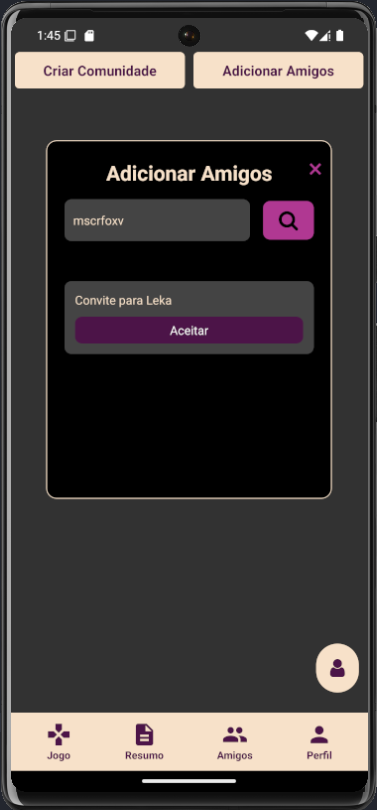 1:45
Criar Comunidade
Adicionar Amigos
Adicionar Amigos
×
mscrfoxv
Convite para Leka
Aceitar
Jogo
Resumo
Amigos
Perfil